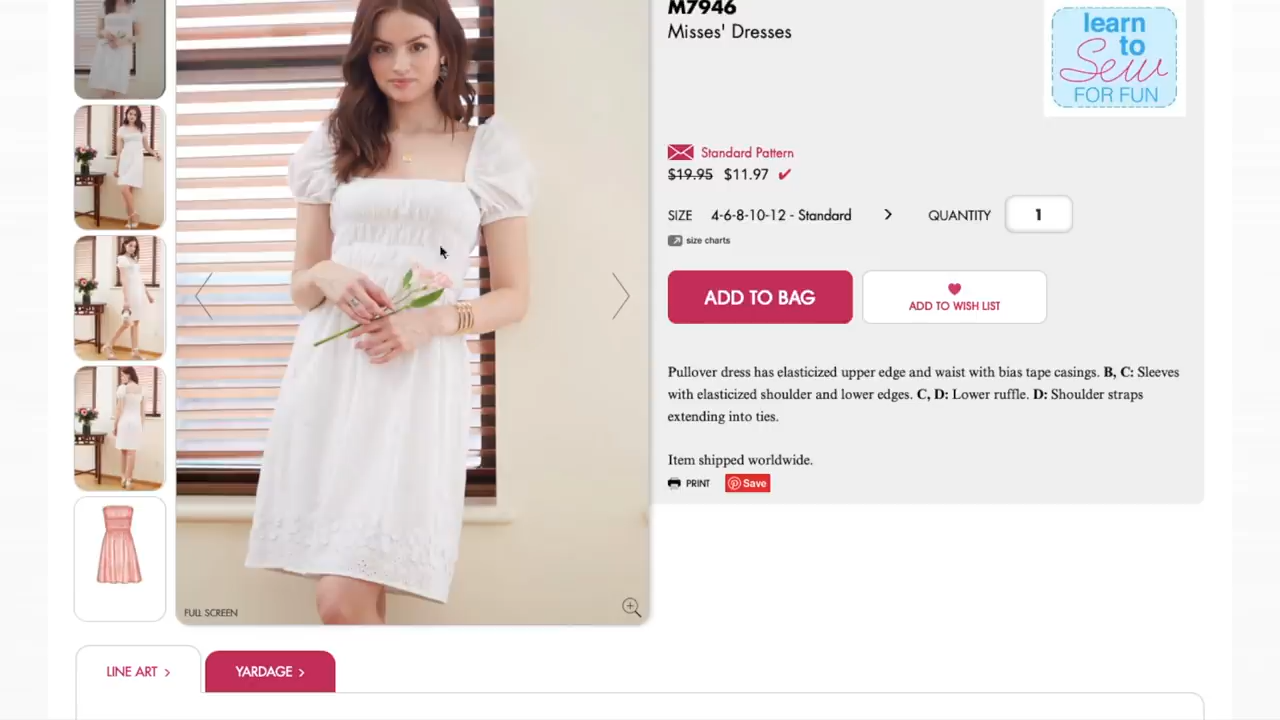 M7946
Misses' Dresses
learn
to
Sew
FOR FUN
Standard Pattern
$19.95 $11.97
SIZE 4-6-8-10-12 - Standard > QUANTITY 1
size charts
ADD TO BAG
ADD TO WISH LIST
Pullover dress has elasticized upper edge and waist with bias tape casings. B, C: Sleeves
with elasticized shoulder and lower edges. C, D: Lower ruffle. D: Shoulder straps
extending into ties.
Item shipped worldwide.
PRINT Save
FULL SCREEN
LINE ART > YARDAGE >